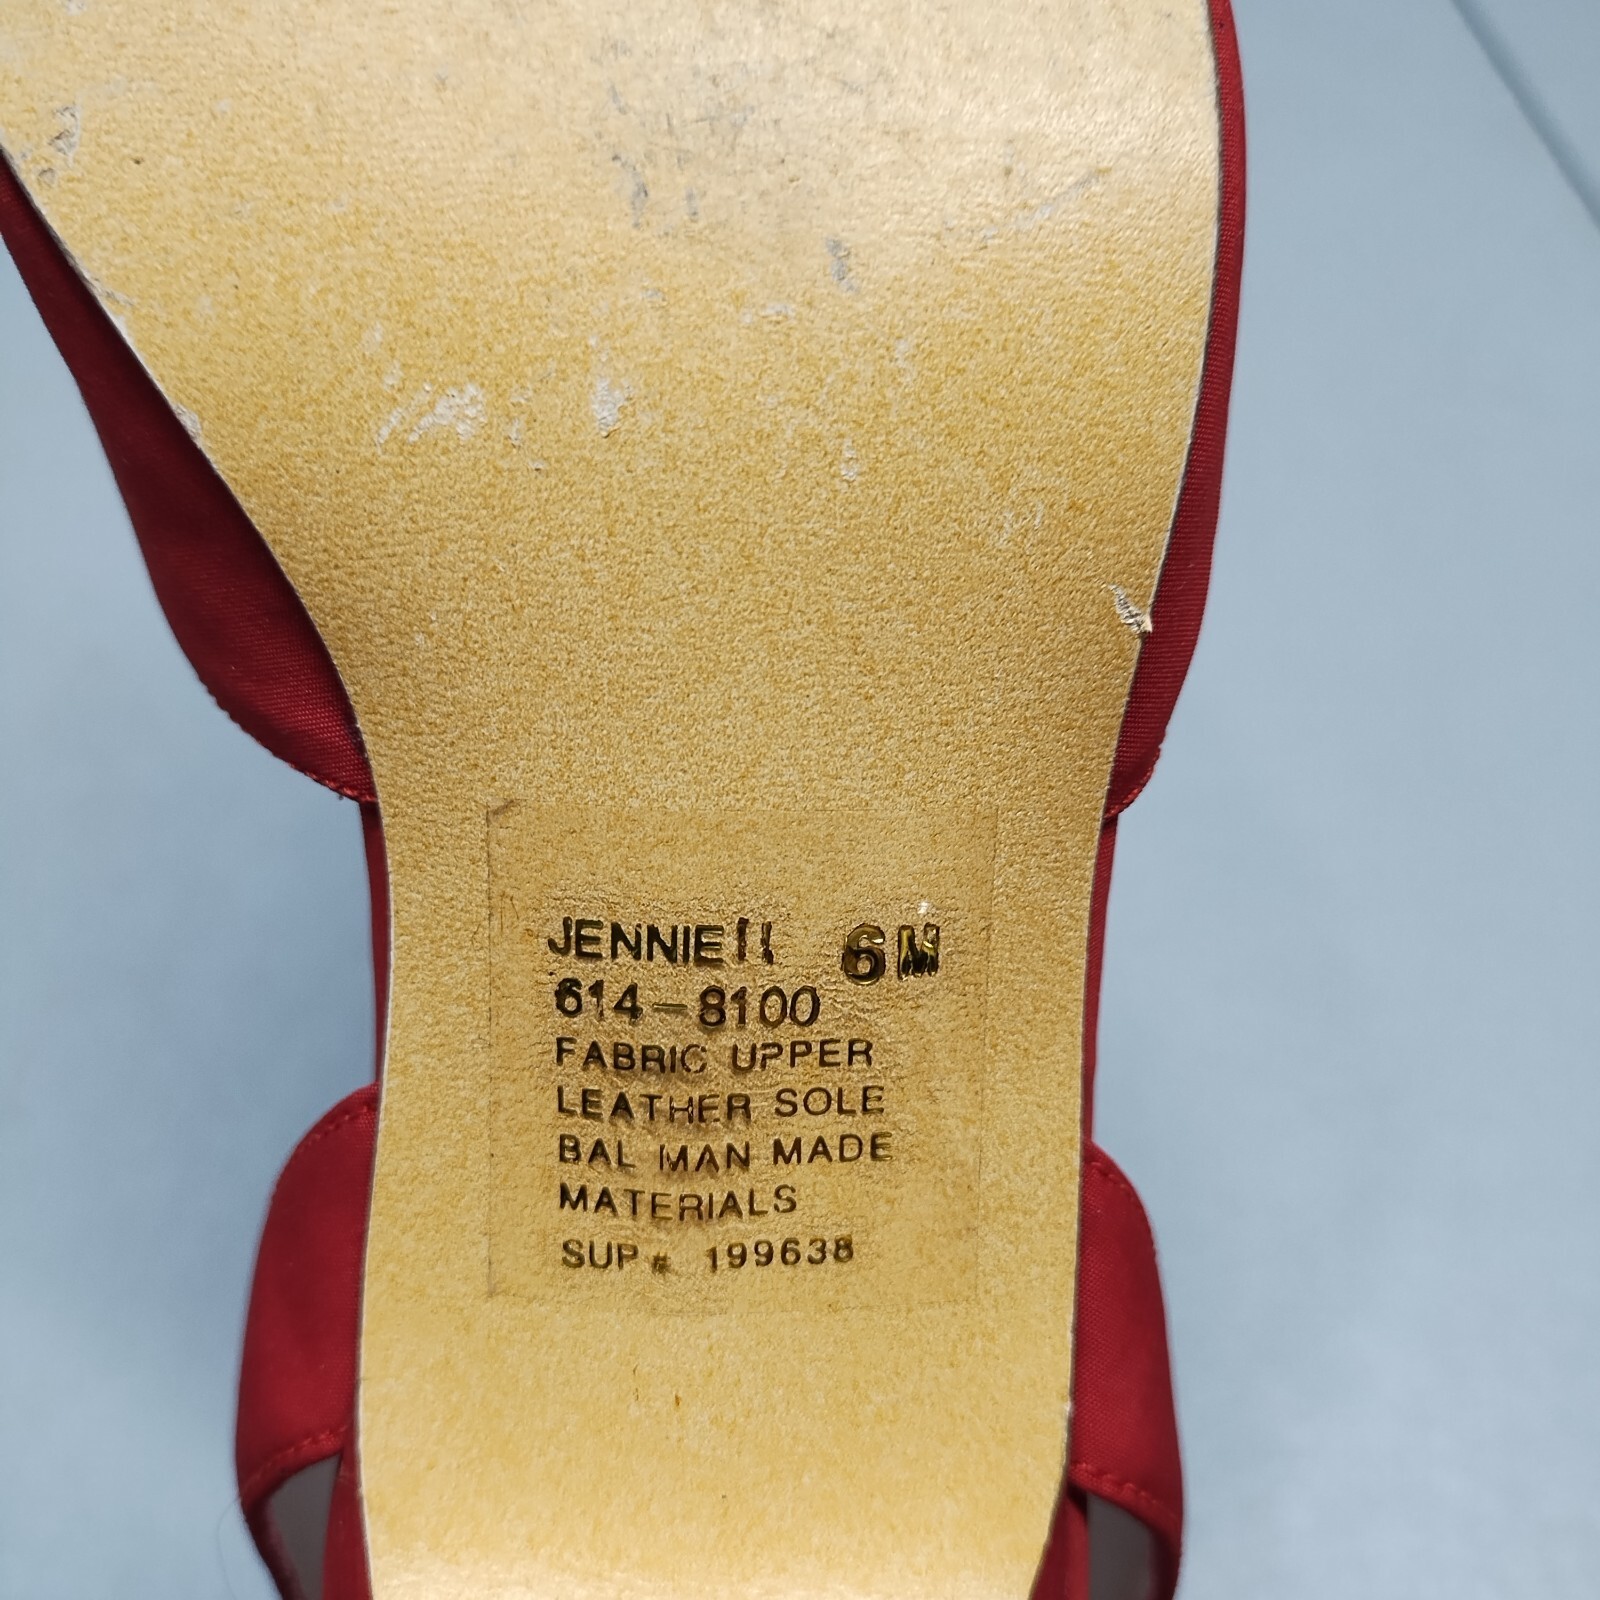 JENNIE II 6M
614-8100
FABRIC UPPER
LEATHER SOLE
BAL MAN MADE
MATERIALS
SUP# 199638